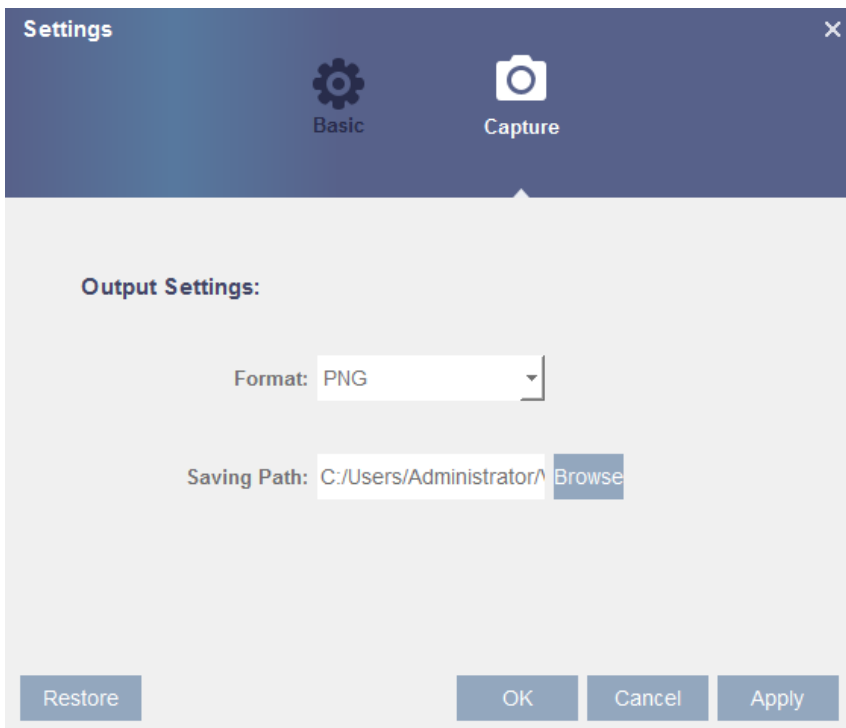 Settings
Basic
Capture
Output Settings:
Format: PNG
Saving Path: C:/Users/Administrator/ Browse
Restore OK Cancel Apply